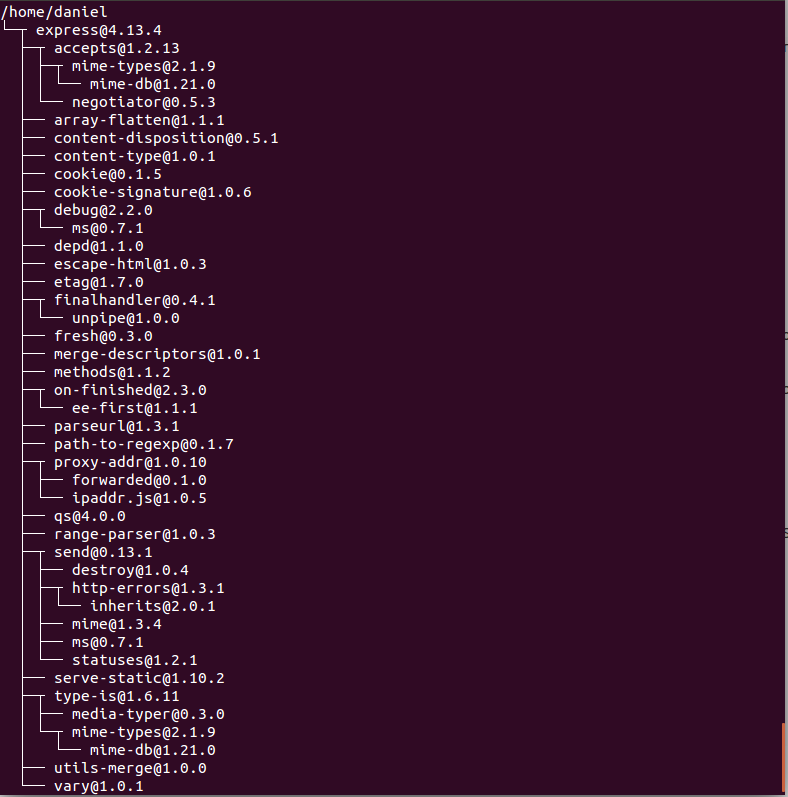 /home/daniel
express@4.13.4
accepts@1.2.13
mime-types@2.1.9
mime-db@1.21.0
negotiator@0.5.3
array-flatten@1.1.1
content-disposition@0.5.1
content-type@1.0.1
cookie@0.1.5
cookie-signature@1.0.6
debug@2.2.0
ms@0.7.1
depd@1.1.0
escape-html@1.0.3
etag@1.7.0
finalhandler@0.4.1
unpipe@1.0.0
fresh@0.3.0
merge-descriptors@1.0.1
methods@1.1.2
on-finished@2.3.0
ee-first@1.1.1
parseurl@1.3.1
path-to-regexp@0.1.7
proxy-addr@1.0.10
forwarded@0.1.0
ipaddr.js@1.0.5
qs@4.0.0
range-parser@1.0.3
send@0.13.1
destroy@1.0.4
http-errors@1.3.1
inherits@2.0.1
mime@1.3.4
ms@0.7.1
statuses@1.2.1
serve-static@1.10.2
type-is@1.6.11
media-typer@0.3.0
mime-types@2.1.9
mime-db@1.21.0
utils-merge@1.0.0
vary@1.0.1